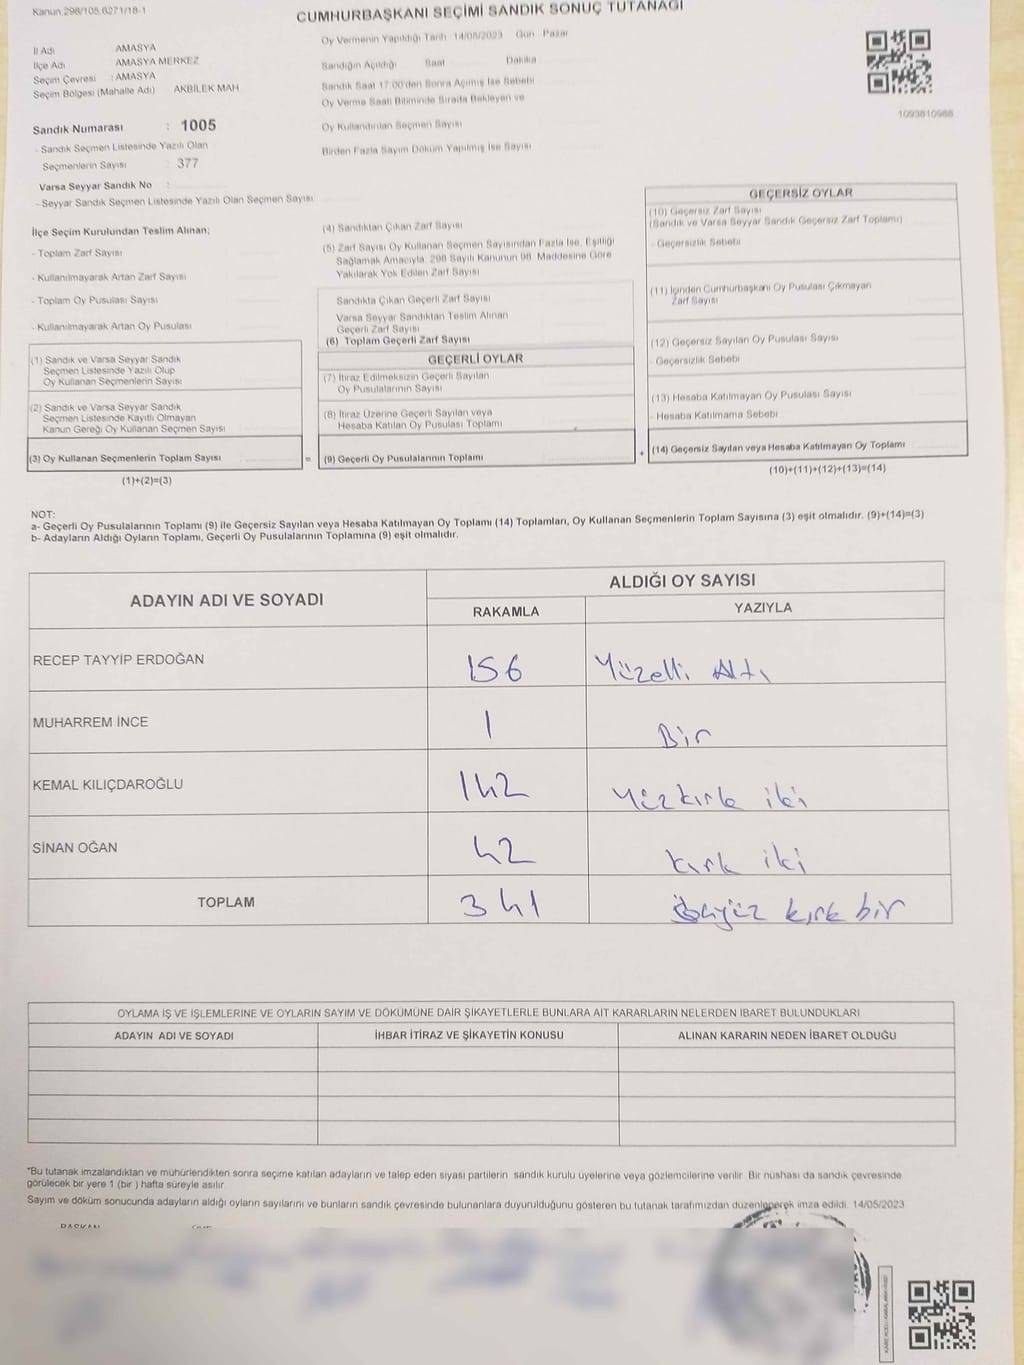 Kanun:298/105,6271/18-1
CUMHURBAŞKANI SEÇİMİ SANDIK SONUÇ TUTANAĞI
İl Adı AMASYA
İlçe Adı AMASYA MERKEZ
Seçim Çevresi : AMASYA
Seçim Bölgesi (Mahalle Adı) AKBİLEK MAH
Sandık Numarası : 1005
- Sandık Seçmen Listesinde Yazılı Olan
Seçmenlerin Sayısı : 377
Varsa Seyyar Sandık No :
- Seyyar Sandık Seçmen Listesinde Yazılı Olan Seçmen Sayısı
Oy Vermenin Yapıldığı Tarih 14/05/2023 Gün Pazar
Sandığın Açıldığı Saat Dakika
Sandık Saat 17:00'den Sonra Açılmış İse Sebebi
Oy Verme Saati Bitiminde Sırada Bekleyen ve
Oy Kullandırılan Seçmen Sayısı
Birden Fazla Sayım Döküm Yapılmış İse Sayısı
1093810988
İlçe Seçim Kurulundan Teslim Alınan;
- Toplam Zarf Sayısı
- Kullanılmayarak Artan Zarf Sayısı
- Toplam Oy Pusulası Sayısı
- Kullanılmayarak Artan Oy Pusulası
(1) Sandık ve Varsa Seyyar Sandık
Seçmen Listesinde Yazılı Olup
Oy Kullanan Seçmenlerin Sayısı
(2) Sandık ve Varsa Seyyar Sandık
Seçmen Listesinde Kayıtlı Olmayan
Kanun Gereği Oy Kullanan Seçmen Sayısı
(3) Oy Kullanan Seçmenlerin Toplam Sayısı
(1)+(2)=(3)
(4) Sandıktan Çıkan Zarf Sayısı
(5) Zarf Sayısı Oy Kullanan Seçmen Sayısından Fazla İse, Eşitliği
Sağlamak Amacıyla, 298 Sayılı Kanunun 98. Maddesine Göre
Yakılarak Yok Edilen Zarf Sayısı
Sandıkta Çıkan Geçerli Zarf Sayısı
Varsa Seyyar Sandıktan Teslim Alınan
Geçerli Zarf Sayısı
(6) Toplam Geçerli Zarf Sayısı
GEÇERLİ OYLAR
(7) İtiraz Edilmeksizin Geçerli Sayılan
Oy Pusulalarının Sayısı
(8) İtiraz Üzerine Geçerli Sayılan veya
Hesaba Katılan Oy Pusulası Toplamı
= (9) Geçerli Oy Pusulalarının Toplamı
GEÇERSİZ OYLAR
(10) Geçersiz Zarf Sayısı
(Sandık ve Varsa Seyyar Sandık Geçersiz Zarf Toplamı)
- Geçersizlik Sebebi
(11) İçinden Cumhurbaşkanı Oy Pusulası Çıkmayan
Zarf Sayısı
(12) Geçersiz Sayılan Oy Pusulası Sayısı
- Geçersizlik Sebebi
(13) Hesaba Katılmayan Oy Pusulası Sayısı
- Hesaba Katılmama Sebebi
+ (14) Geçersiz Sayılan veya Hesaba Katılmayan Oy Toplamı
(10)+(11)+(12)+(13)=(14)
NOT:
a- Geçerli Oy Pusulalarının Toplamı (9) ile Geçersiz Sayılan veya Hesaba Katılmayan Oy Toplamı (14) Toplamları, Oy Kullanan Seçmenlerin Toplam Sayısına (3) eşit olmalıdır. (9)+(14)=(3)
b- Adayların Aldığı Oyların Toplamı, Geçerli Oy Pusulalarının Toplamına (9) eşit olmalıdır.
ADAYIN ADI VE SOYADI
ALDIĞI OY SAYISI
RAKAMLA YAZIYLA
RECEP TAYYİP ERDOĞAN 156 Yüzelli Altı
MUHARREM İNCE 1 Bir
KEMAL KILIÇDAROĞLU 142 Yüzkırk iki
SİNAN OĞAN 42 kırk iki
TOPLAM 341 üçyüz kırk bir
OYLAMA İŞ VE İŞLEMLERİNE VE OYLARIN SAYIM VE DÖKÜMÜNE DAİR ŞİKAYETLERLE BUNLARA AİT KARARLARIN NELERDEN İBARET BULUNDUKLARI
ADAYIN ADI VE SOYADI İHBAR İTİRAZ VE ŞİKAYETİN KONUSU ALINAN KARARIN NEDEN İBARET OLDUĞU
*Bu tutanak imzalandıktan ve mühürlendikten sonra seçime katılan adayların ve talep eden siyasi partilerin sandık kurulu üyelerine veya gözlemcilerine verilir. Bir nüshası da sandık çevresinde
görülecek bir yere 1 (bir ) hafta süreyle asılır
Sayım ve döküm sonucunda adayların aldığı oyların sayılarını ve bunların sandık çevresinde bulunanlara duyurulduğunu gösteren bu tutanak tarafımızdan düzenlenerek imza edildi. 14/05/2023
BAŞKAN